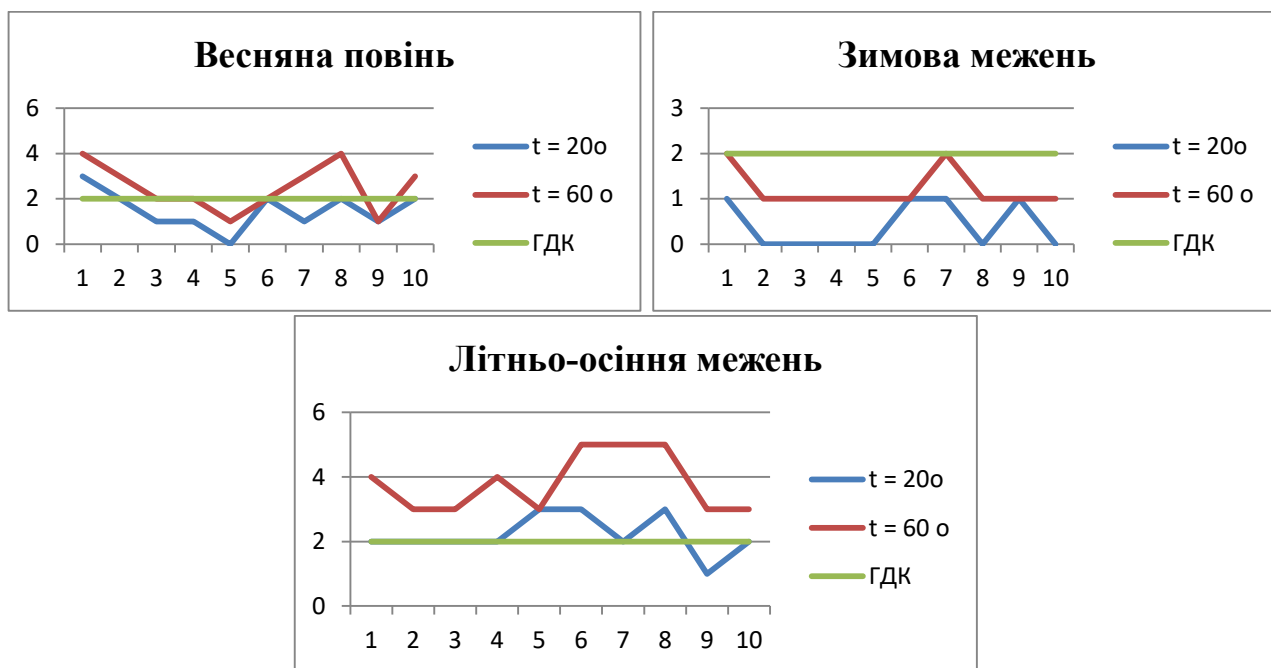 Весняна повінь
6
4
2
0
1 2 3 4 5 6 7 8 9 10
t = 20о
t = 60 о
ГДК
Зимова межень
3
2
1
0
1 2 3 4 5 6 7 8 9 10
t = 20о
t = 60 о
ГДК
Літньо-осіння межень
6
4
2
0
1 2 3 4 5 6 7 8 9 10
t = 20о
t = 60 о
ГДК